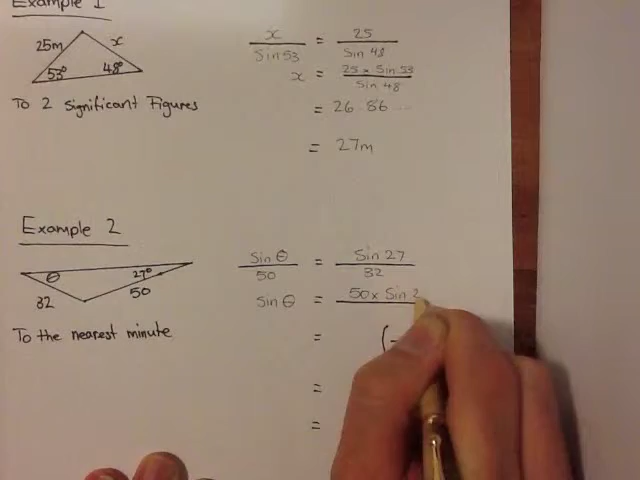 Example 1
25m
x
53°
48°
To 2 Significant Figures
x / Sin 53 = 25 / Sin 48
x = 25 x Sin 53 / Sin 48
= 26.86...
= 27m
Example 2
θ
27°
32
50
To the nearest minute
Sin θ / 50 = Sin 27 / 32
Sin θ = 50 x Sin 2
= (
=
=